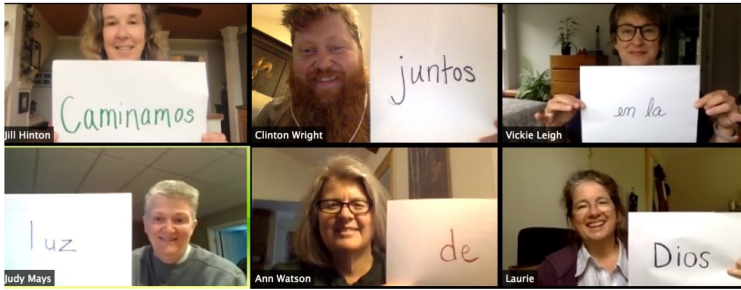 Caminamos
Jill Hinton
juntos
Clinton Wright
en la
Vickie Leigh
luz
Judy Mays
de
Ann Watson
Dios
Laurie